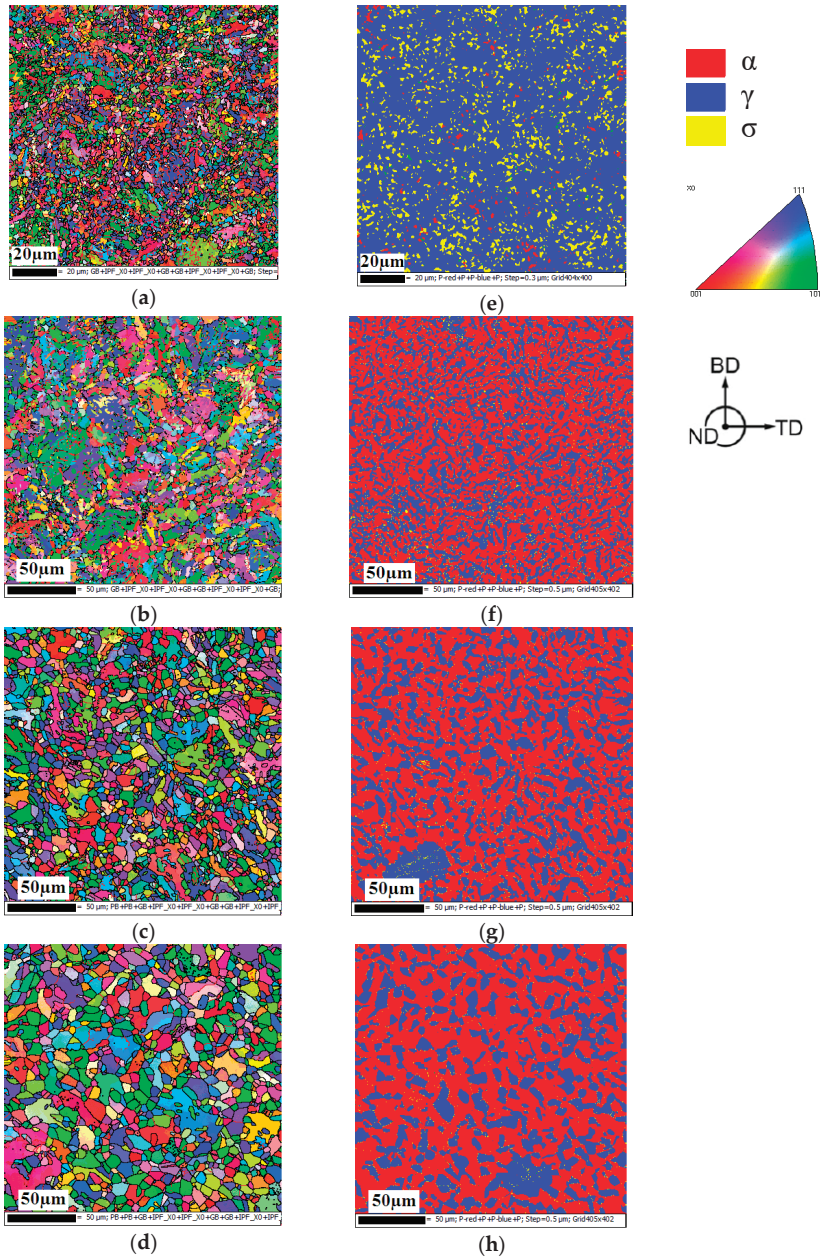 20μm
= 20 μm; GB+IPF_X0+IPF_X0+GB+GB+IPF_X0+IPF_X0+GB; Step=
(a)
20μm
= 20 μm; P-red+P+P-blue+P; Step=0.3 μm; Grid404x400
(e)
α
γ
σ
X0
111
001
101
50μm
= 50 μm; GB+IPF_X0+IPF_X0+GB+GB+IPF_X0+IPF_X0+GB;
(b)
50μm
= 50 μm; P-red+P+P-blue+P; Step=0.5 μm; Grid405x402
(f)
BD
ND
TD
50μm
= 50 μm; PB+PB+GB+IPF_X0+IPF_X0+GB+GB+IPF_X0+IPF
(c)
50μm
= 50 μm; P-red+P+P-blue+P; Step=0.5 μm; Grid405x402
(g)
50μm
= 50 μm; PB+PB+GB+IPF_X0+IPF_X0+GB+GB+IPF_X0+IPF
(d)
50μm
= 50 μm; P-red+P+P-blue+P; Step=0.5 μm; Grid405x402
(h)